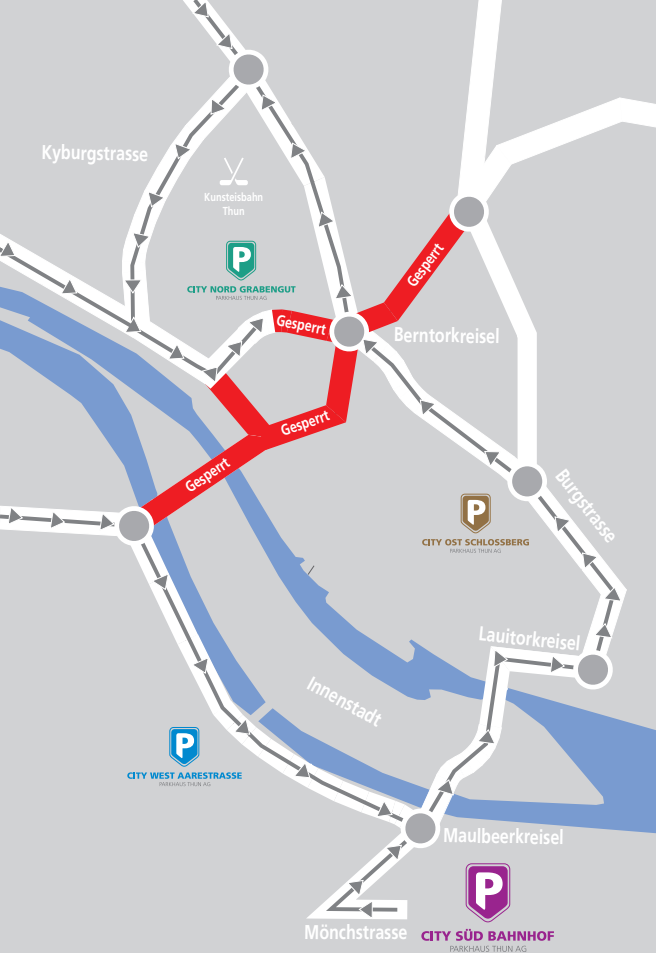 Kyburgstrasse
Kunsteisbahn
Thun
P
CITY NORD GRABENGUT
PARKHAUS THUN AG
Gesperrt
Gesperrt
Berntorkreisel
Gesperrt
Gesperrt
Burgstrasse
P
CITY OST SCHLOSSBERG
PARKHAUS THUN AG
Lauitorkreisel
Innenstadt
P
CITY WEST AARESTRASSE
PARKHAUS THUN AG
Maulbeerkreisel
P
Mönchstrasse
CITY SÜD BAHNHOF
PARKHAUS THUN AG